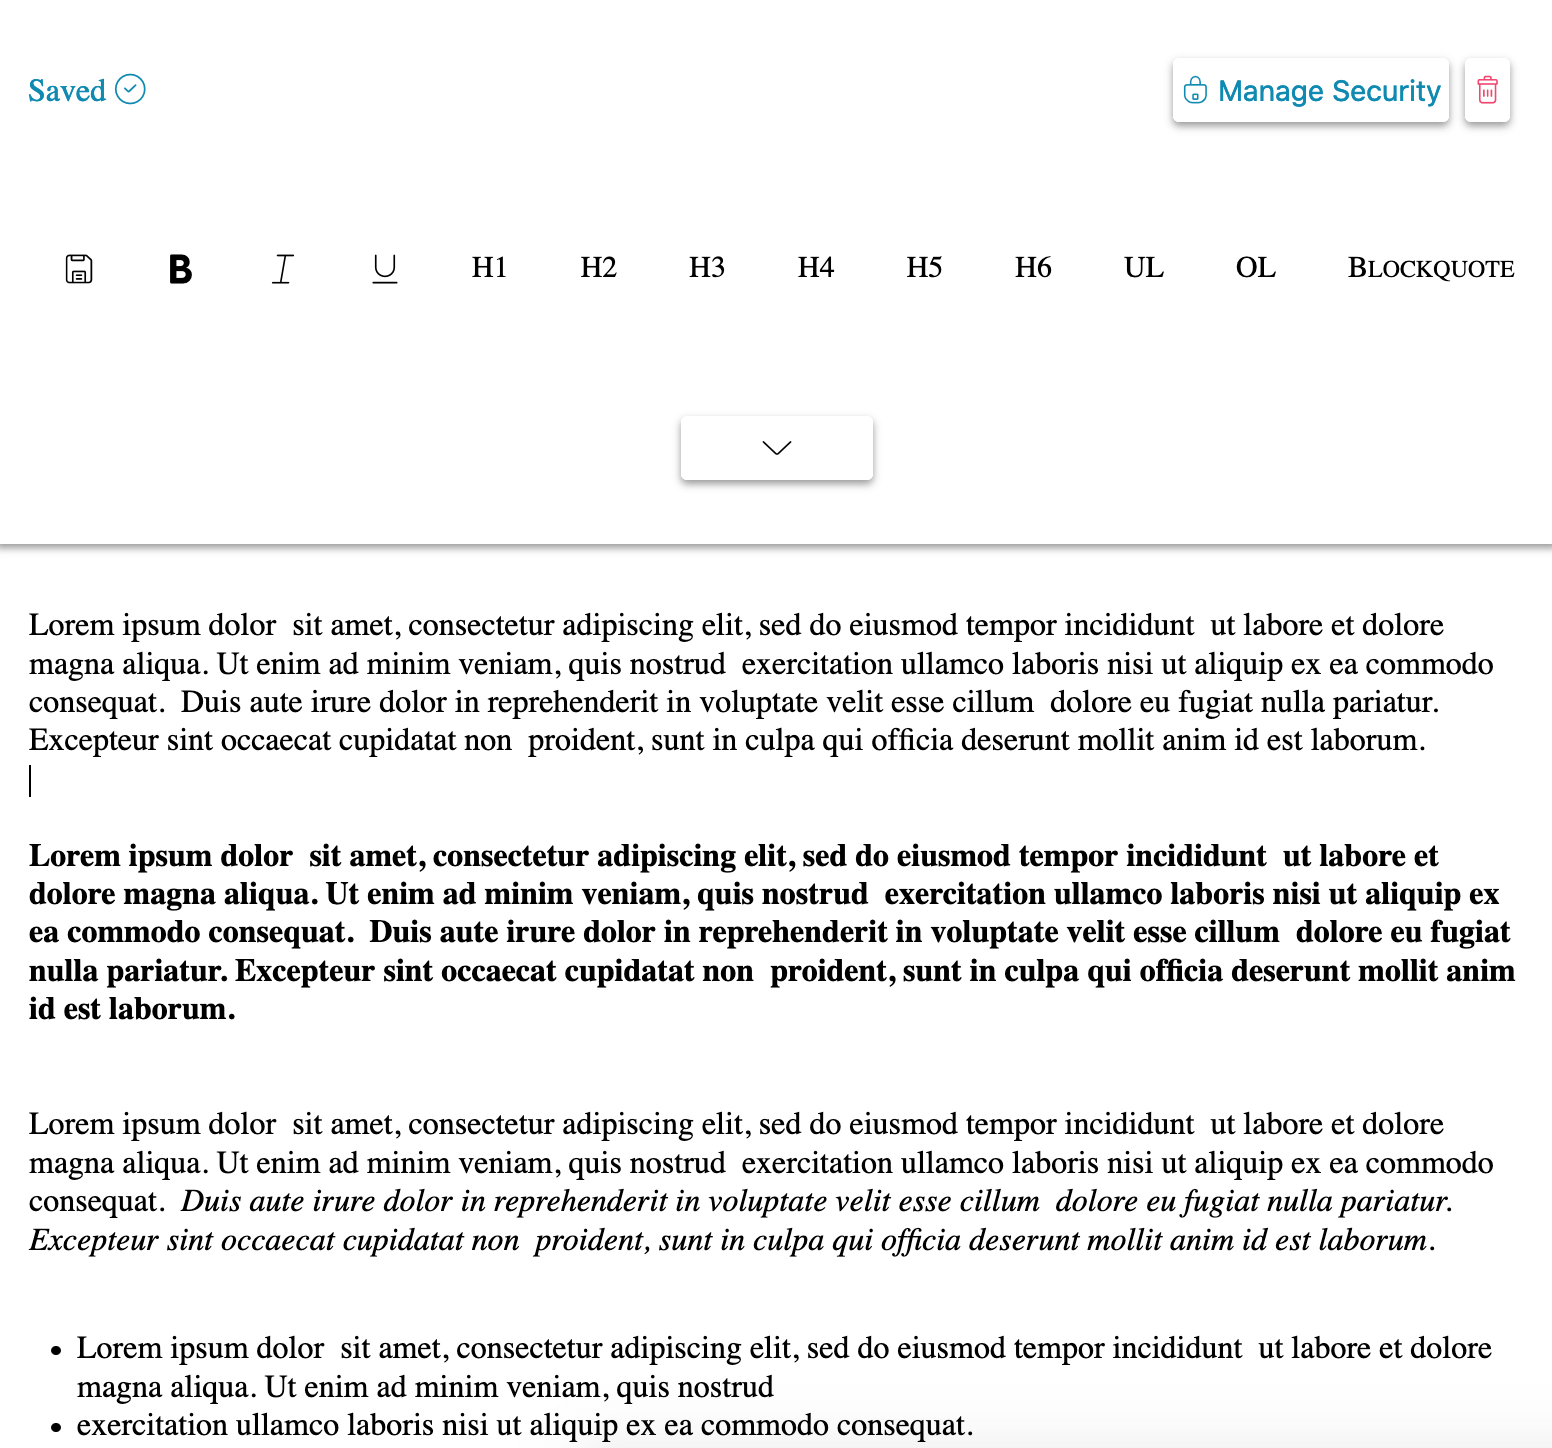 Saved
Manage Security
B I U H1 H2 H3 H4 H5 H6 UL OL BLOCKQUOTE
Lorem ipsum dolor  sit amet, consectetur adipiscing elit, sed do eiusmod tempor incididunt  ut labore et dolore
magna aliqua. Ut enim ad minim veniam, quis nostrud  exercitation ullamco laboris nisi ut aliquip ex ea commodo
consequat.  Duis aute irure dolor in reprehenderit in voluptate velit esse cillum  dolore eu fugiat nulla pariatur.
Excepteur sint occaecat cupidatat non  proident, sunt in culpa qui officia deserunt mollit anim id est laborum.
Lorem ipsum dolor  sit amet, consectetur adipiscing elit, sed do eiusmod tempor incididunt  ut labore et
dolore magna aliqua. Ut enim ad minim veniam, quis nostrud  exercitation ullamco laboris nisi ut aliquip ex
ea commodo consequat.  Duis aute irure dolor in reprehenderit in voluptate velit esse cillum  dolore eu fugiat
nulla pariatur. Excepteur sint occaecat cupidatat non  proident, sunt in culpa qui officia deserunt mollit anim
id est laborum.
Lorem ipsum dolor  sit amet, consectetur adipiscing elit, sed do eiusmod tempor incididunt  ut labore et dolore
magna aliqua. Ut enim ad minim veniam, quis nostrud  exercitation ullamco laboris nisi ut aliquip ex ea commodo
consequat.  Duis aute irure dolor in reprehenderit in voluptate velit esse cillum  dolore eu fugiat nulla pariatur.
Excepteur sint occaecat cupidatat non  proident, sunt in culpa qui officia deserunt mollit anim id est laborum.
• Lorem ipsum dolor  sit amet, consectetur adipiscing elit, sed do eiusmod tempor incididunt  ut labore et dolore
magna aliqua. Ut enim ad minim veniam, quis nostrud
• exercitation ullamco laboris nisi ut aliquip ex ea commodo consequat.